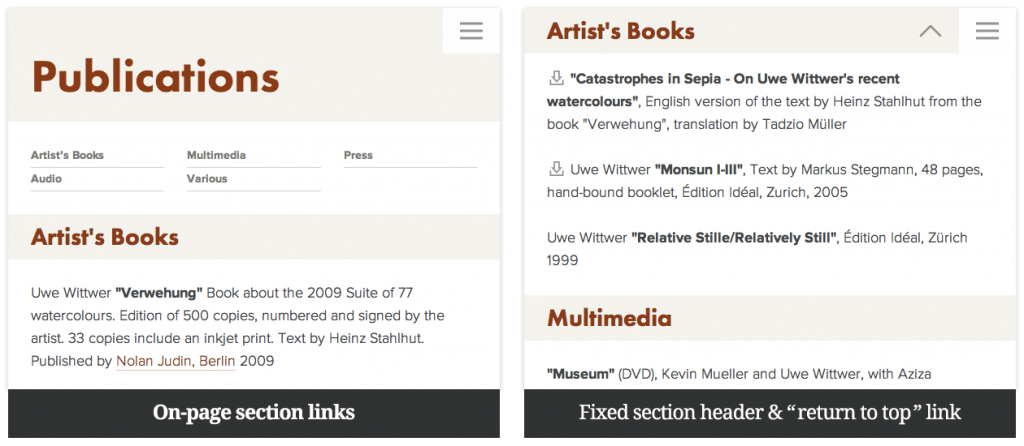 Publications
Artist's Books
Multimedia
Press
Audio
Various
Artist's Books
Uwe Wittwer "Verwehung" Book about the 2009 Suite of 77
watercolours. Edition of 500 copies, numbered and signed by the
artist. 33 copies include an inkjet print. Text by Heinz Stahlhut.
Published by Nolan Judin, Berlin 2009
On-page section links
Artist's Books
"Catastrophes in Sepia - On Uwe Wittwer's recent
watercolours", English version of the text by Heinz Stahlhut from the
book "Verwehung", translation by Tadzio Müller
Uwe Wittwer "Monsun I-III", Text by Markus Stegmann, 48 pages,
hand-bound booklet, Édition Idéal, Zurich, 2005
Uwe Wittwer "Relative Stille/Relatively Still", Édition Idéal, Zürich
1999
Multimedia
"Museum" (DVD), Kevin Mueller and Uwe Wittwer, with Aziza
Fixed section header & “return to top” link